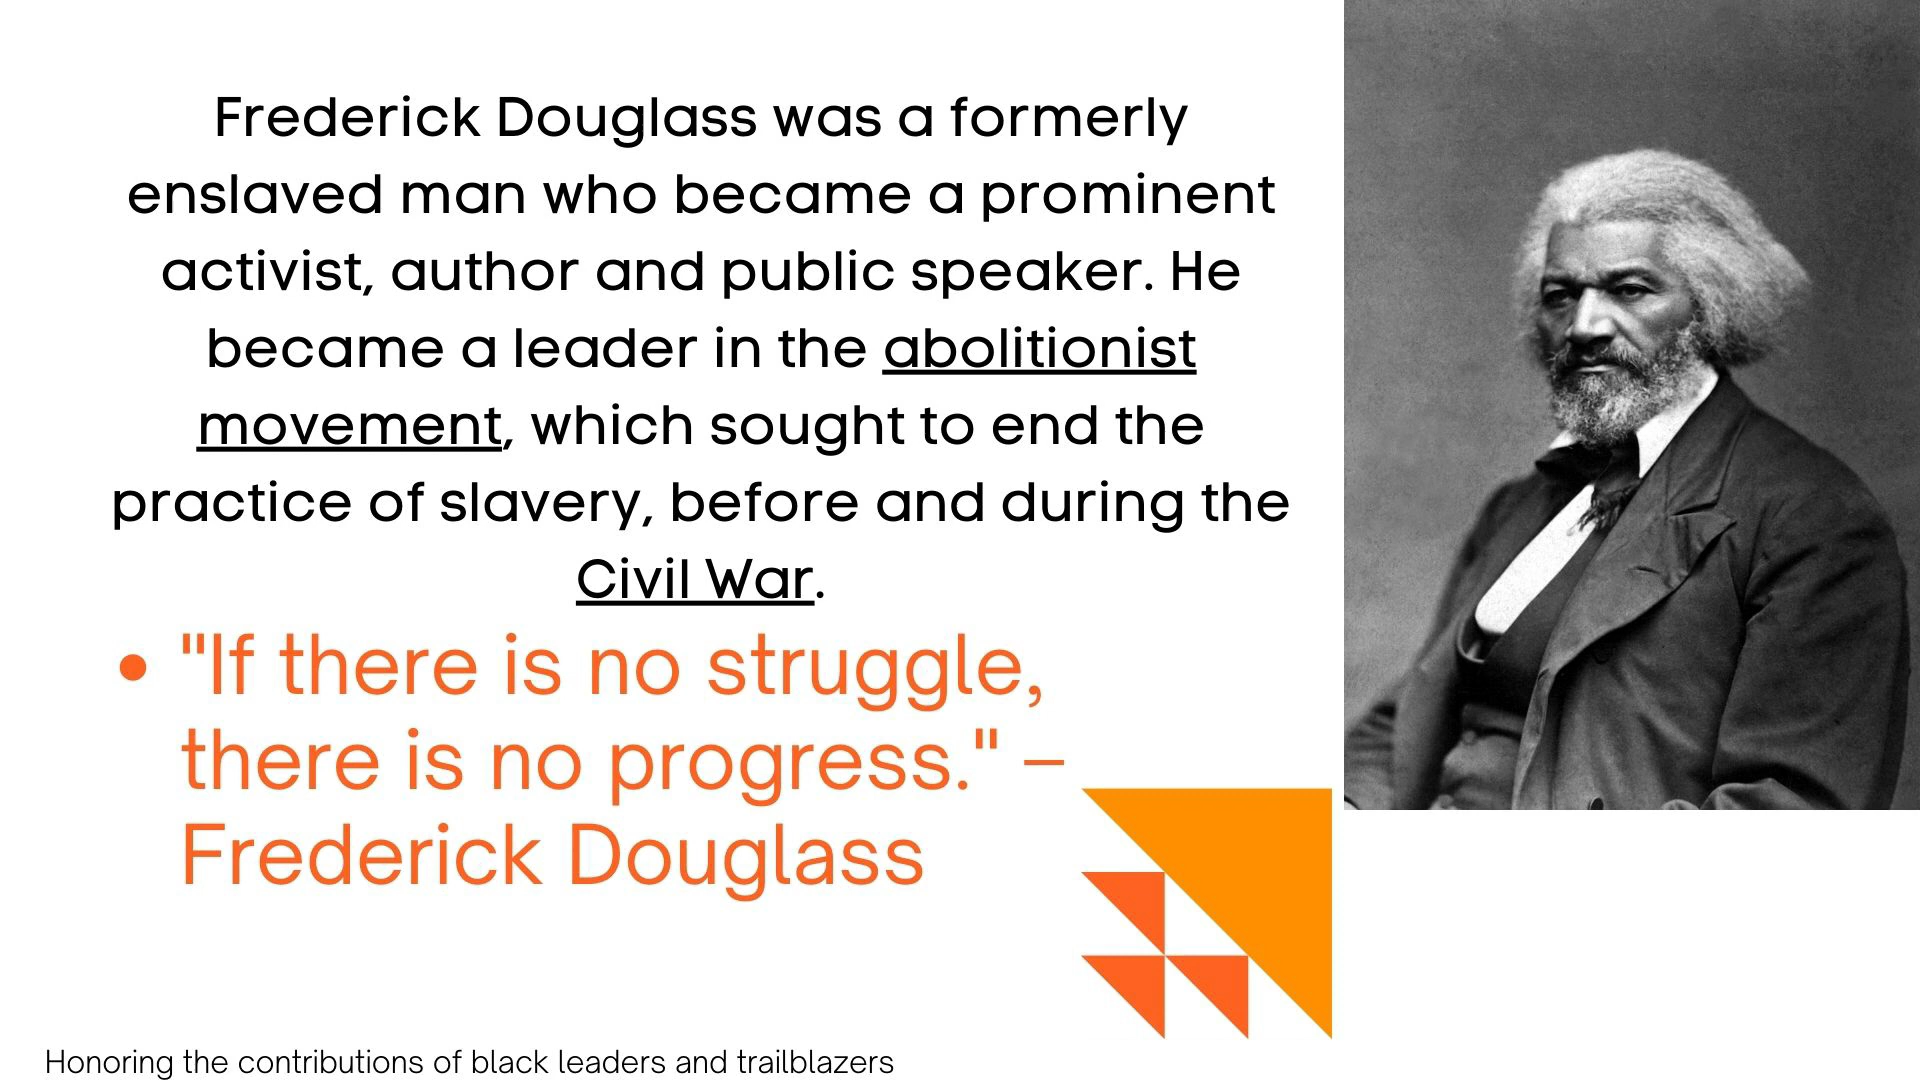 Frederick Douglass was a formerly
enslaved man who became a prominent
activist, author and public speaker. He
became a leader in the abolitionist
movement, which sought to end the
practice of slavery, before and during the
Civil War.
• "If there is no struggle,
there is no progress." –
Frederick Douglass
Honoring the contributions of black leaders and trailblazers